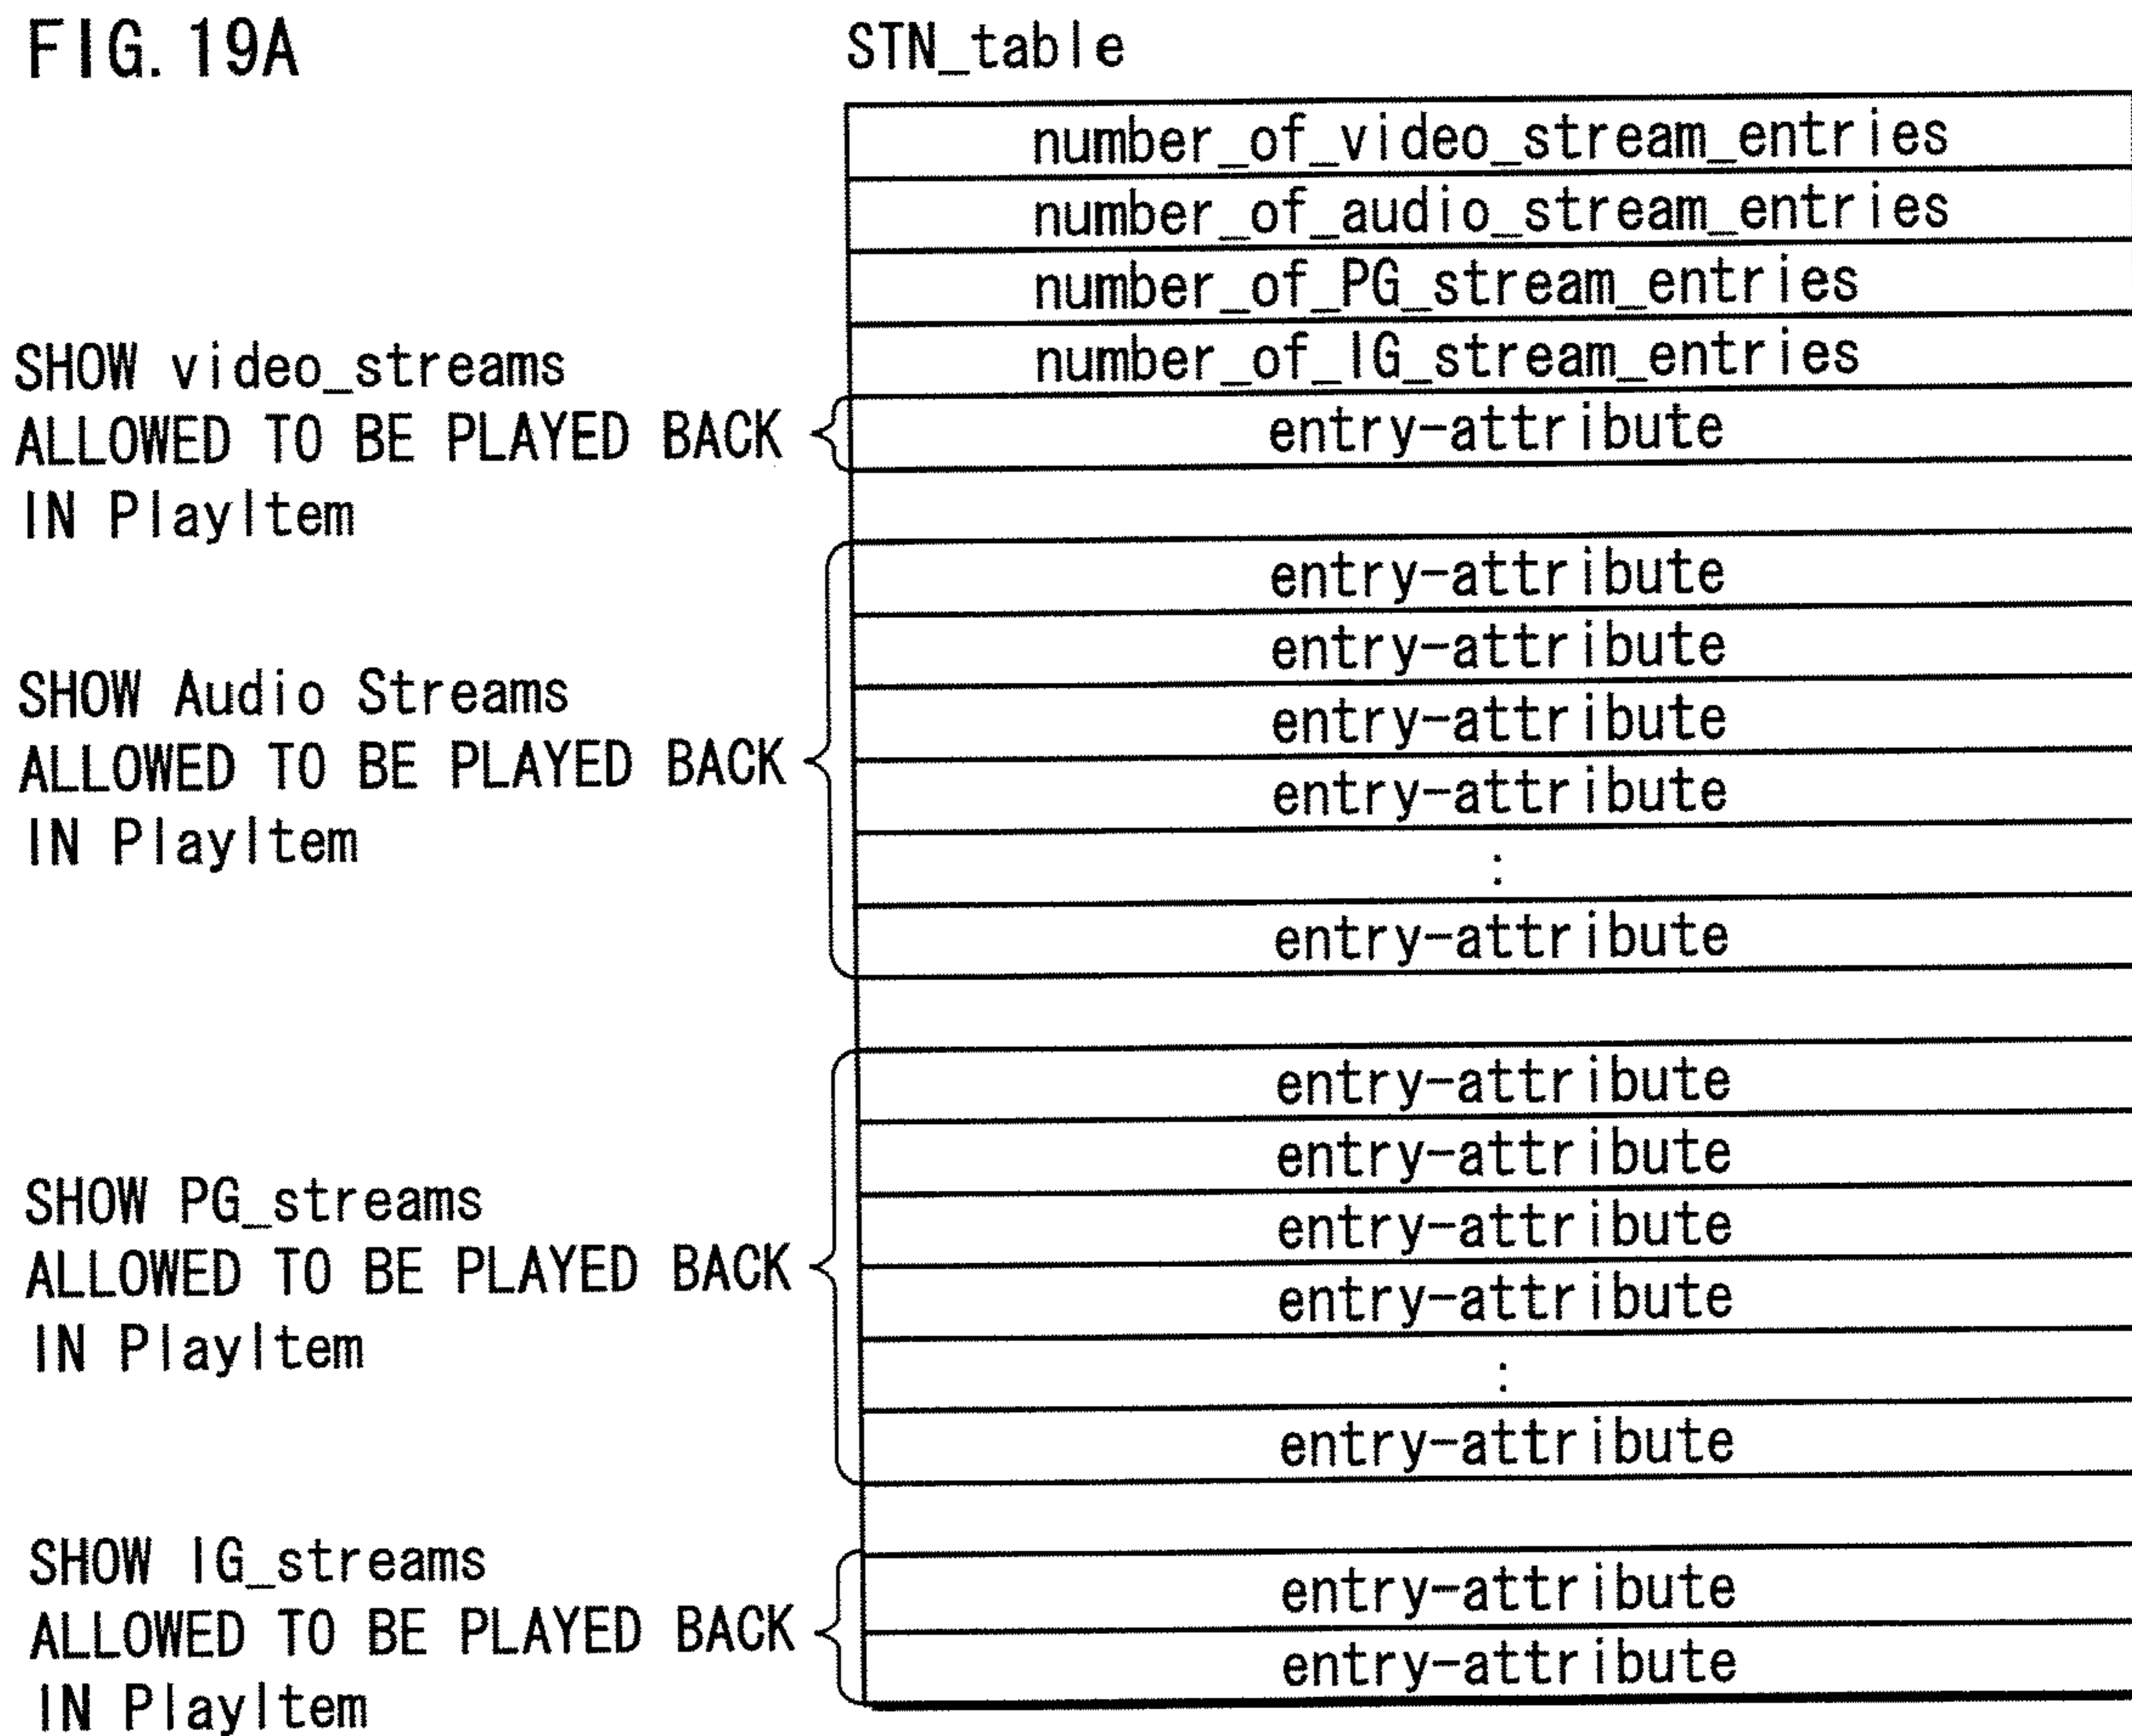 FIG. 19A
STN_table
number_of_video_stream_entries
number_of_audio_stream_entries
number_of_PG_stream_entries
number_of_IG_stream_entries
SHOW video_streams
ALLOWED TO BE PLAYED BACK
IN PlayItem
entry-attribute
SHOW Audio Streams
ALLOWED TO BE PLAYED BACK
IN PlayItem
entry-attribute
entry-attribute
entry-attribute
entry-attribute
:
entry-attribute
SHOW PG_streams
ALLOWED TO BE PLAYED BACK
IN PlayItem
entry-attribute
entry-attribute
entry-attribute
entry-attribute
:
entry-attribute
SHOW IG_streams
ALLOWED TO BE PLAYED BACK
IN PlayItem
entry-attribute
entry-attribute